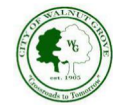 CITY OF WALNUT GROVE
WG
est. 1905
"Crossroads to Tomorrow"